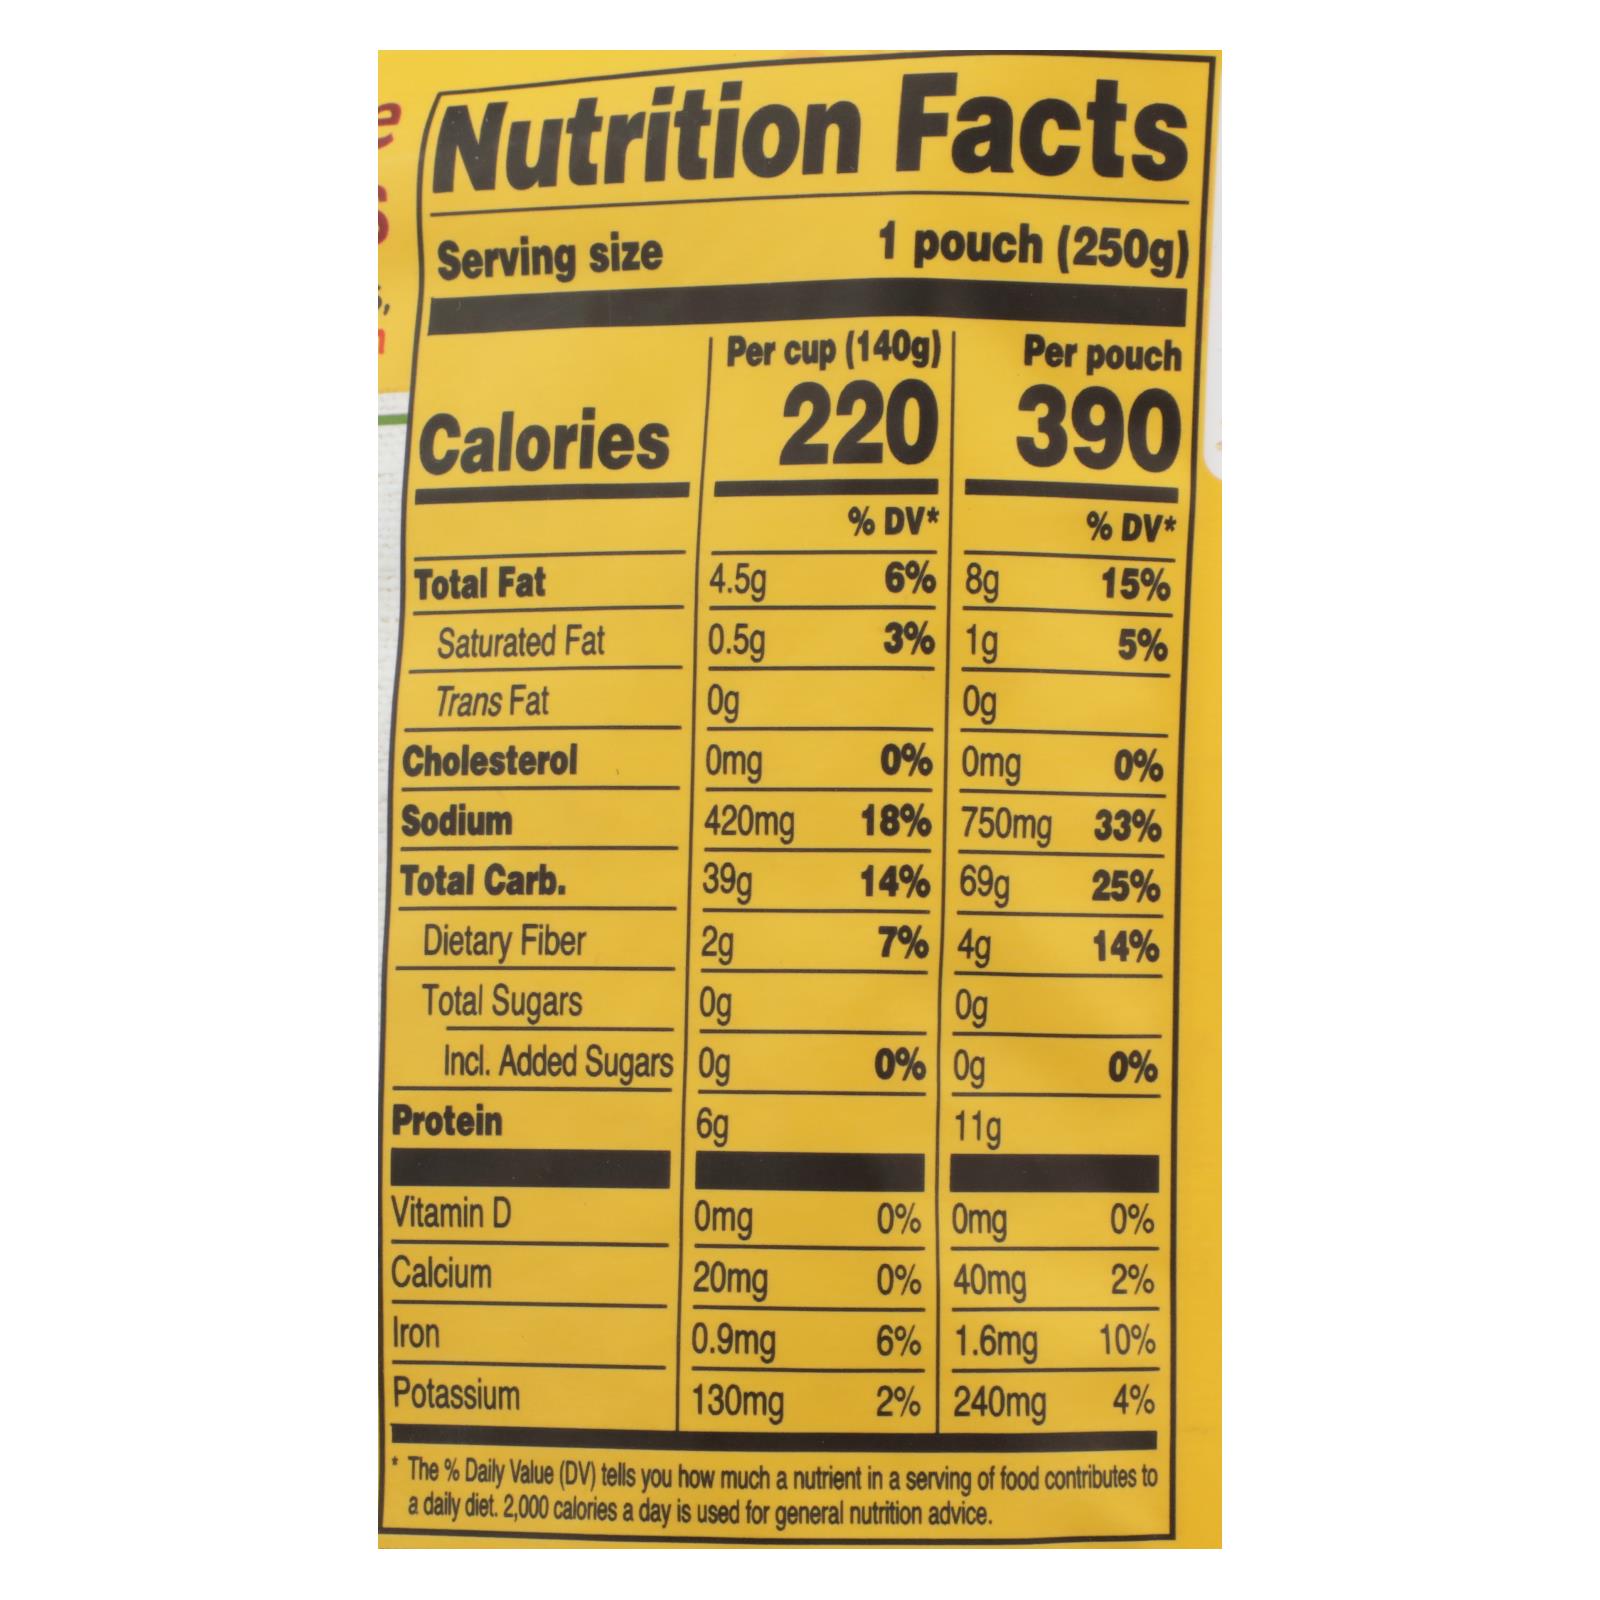 e
s
s,
n
Nutrition Facts
Serving size 1 pouch (250g)
Per cup (140g) Per pouch
Calories 220 390
% DV* % DV*
Total Fat 4.5g 6% 8g 15%
Saturated Fat 0.5g 3% 1g 5%
Trans Fat 0g 0g
Cholesterol 0mg 0% 0mg 0%
Sodium 420mg 18% 750mg 33%
Total Carb. 39g 14% 69g 25%
Dietary Fiber 2g 7% 4g 14%
Total Sugars 0g 0g
Incl. Added Sugars 0g 0% 0g 0%
Protein 6g 11g
Vitamin D 0mg 0% 0mg 0%
Calcium 20mg 0% 40mg 2%
Iron 0.9mg 6% 1.6mg 10%
Potassium 130mg 2% 240mg 4%
* The % Daily Value (DV) tells you how much a nutrient in a serving of food contributes to
a daily diet. 2,000 calories a day is used for general nutrition advice.